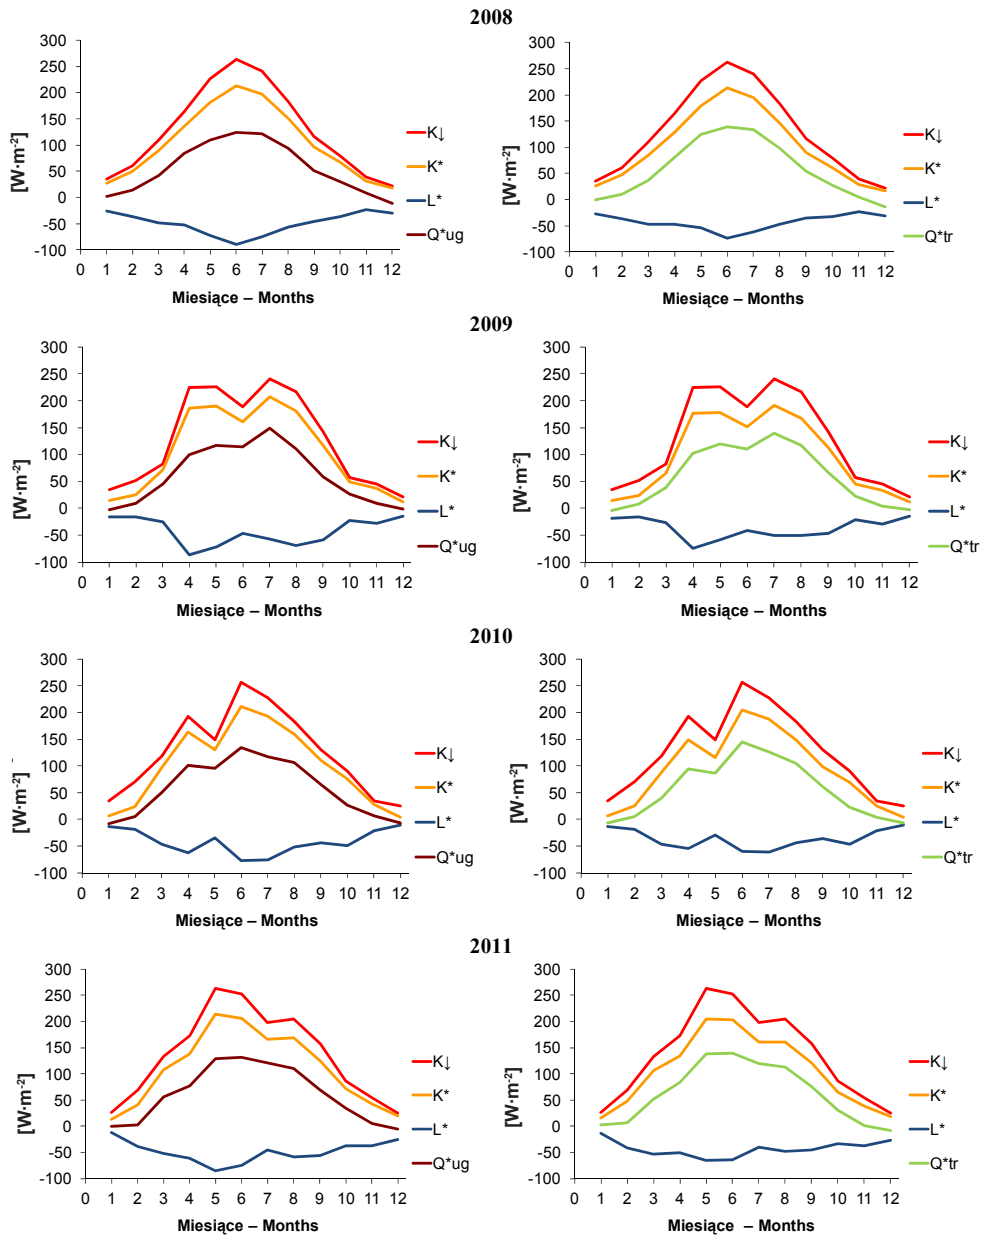 2008
300
250
200
150
100
50
0
-50
-100
[W·m-2]
0 1 2 3 4 5 6 7 8 9 10 11 12
Miesiące – Months
K↓
K*
L*
Q*ug
300
250
200
150
100
50
0
-50
-100
[W·m-2]
0 1 2 3 4 5 6 7 8 9 10 11 12
Miesiące – Months
K↓
K*
L*
Q*tr
2009
300
250
200
150
100
50
0
-50
-100
[W·m-2]
0 1 2 3 4 5 6 7 8 9 10 11 12
Miesiące – Months
K↓
K*
L*
Q*ug
300
250
200
150
100
50
0
-50
-100
[W·m-2]
0 1 2 3 4 5 6 7 8 9 10 11 12
Miesiące – Months
K↓
K*
L*
Q*tr
2010
300
250
200
150
100
50
0
-50
-100
[W·m-2]
0 1 2 3 4 5 6 7 8 9 10 11 12
Miesiące – Months
K↓
K*
L*
Q*ug
300
250
200
150
100
50
0
-50
-100
[W·m-2]
0 1 2 3 4 5 6 7 8 9 10 11 12
Miesiące – Months
K↓
K*
L*
Q*tr
2011
300
250
200
150
100
50
0
-50
-100
[W·m-2]
0 1 2 3 4 5 6 7 8 9 10 11 12
Miesiące – Months
K↓
K*
L*
Q*ug
300
250
200
150
100
50
0
-50
-100
[W·m-2]
0 1 2 3 4 5 6 7 8 9 10 11 12
Miesiące – Months
K↓
K*
L*
Q*tr